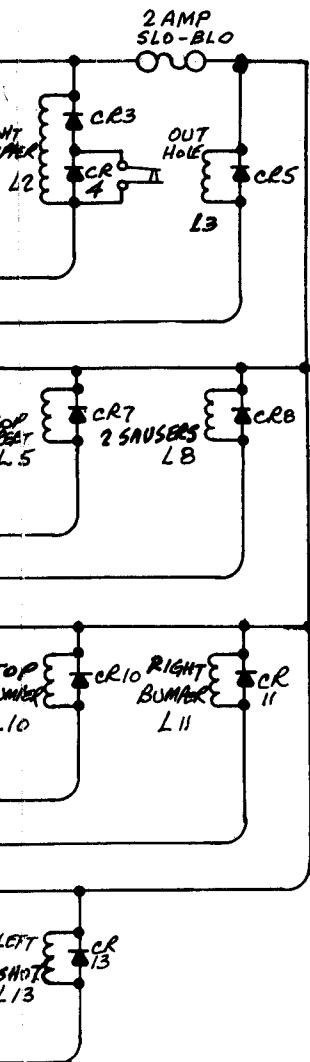 2 AMP
SLO-BLO
CR3
OUT
HOLE
L2
CR
4
CR5
L3
CR7
CR8
2 SAUSERS
L8
L5
CR10
RIGHT
BUMPER
CR
11
L10
L11
LEFT
CR
13
SHOT
L13